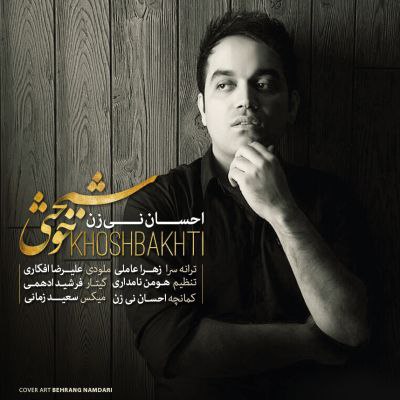 خوشبختی
احسان نی زن
KHOSHBAKHTI
ترانه سرا زهرا عاملی ملودی علیرضا افکاری
تنظیم هومن نامداری گیتار فرشید ادهمی
کمانچه احسان نی زن میکس سعید زمانی
COVER ART BEHRANG NAMDARI